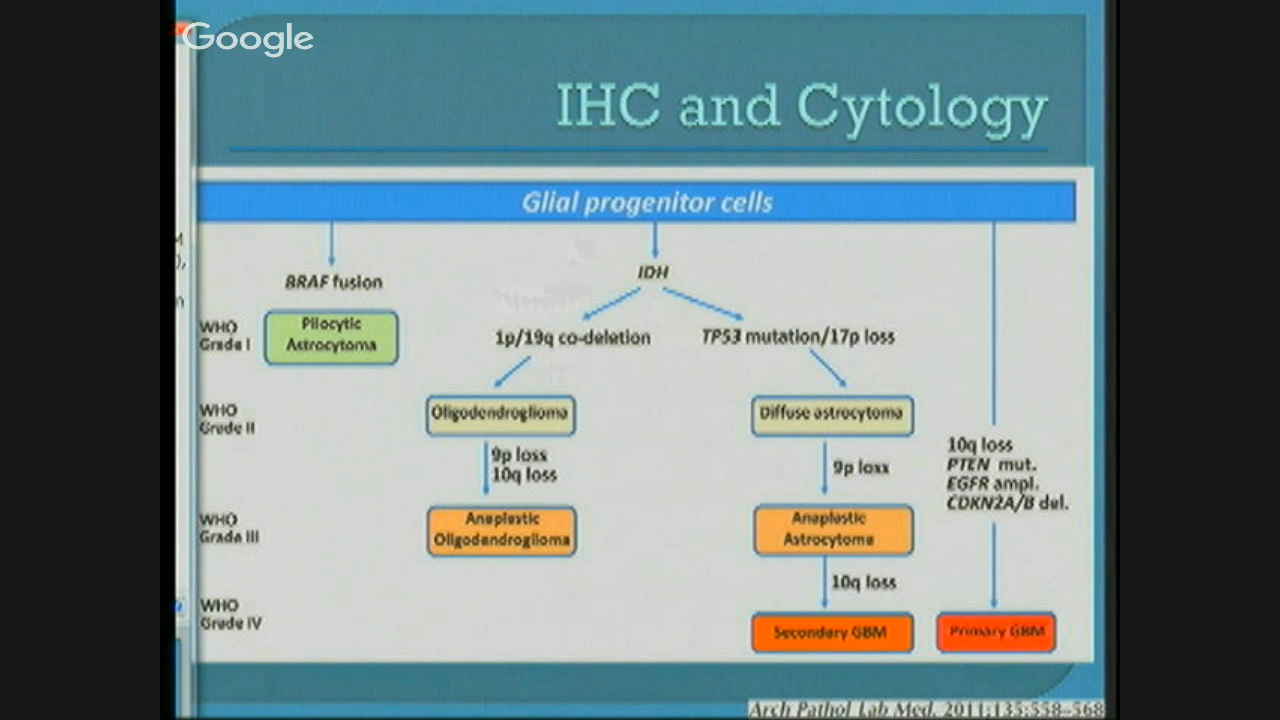 Google
IHC and Cytology
Glial progenitor cells
BRAF fusion
IDH
WHO
Grade I
Pilocytic
Astrocytoma
1p/19q co-deletion
TP53 mutation/17p loss
WHO
Grade II
Oligodendroglioma
Diffuse astrocytoma
9p loss
10q loss
9p loss
10q loss
PTEN mut.
EGFR ampl.
CDKN2A/B del.
WHO
Grade III
Anaplastic
Oligodendroglioma
Anaplastic
Astrocytoma
10q loss
WHO
Grade IV
Secondary GBM
Primary GBM
Arch Pathol Lab Med. 2011;135:558–568